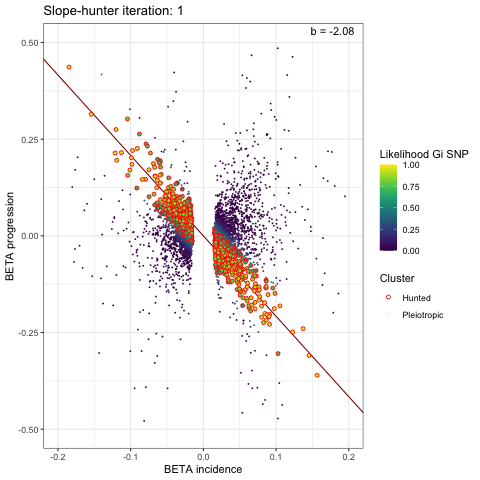 Slope-hunter iteration: 1
b = -2.08
0.50
0.25
0.00
-0.25
-0.50
BETA progression
-0.2
-0.1
0.0
0.1
0.2
BETA incidence
Likelihood Gi SNP
1.00
0.75
0.50
0.25
0.00
Cluster
Hunted
Pleiotropic